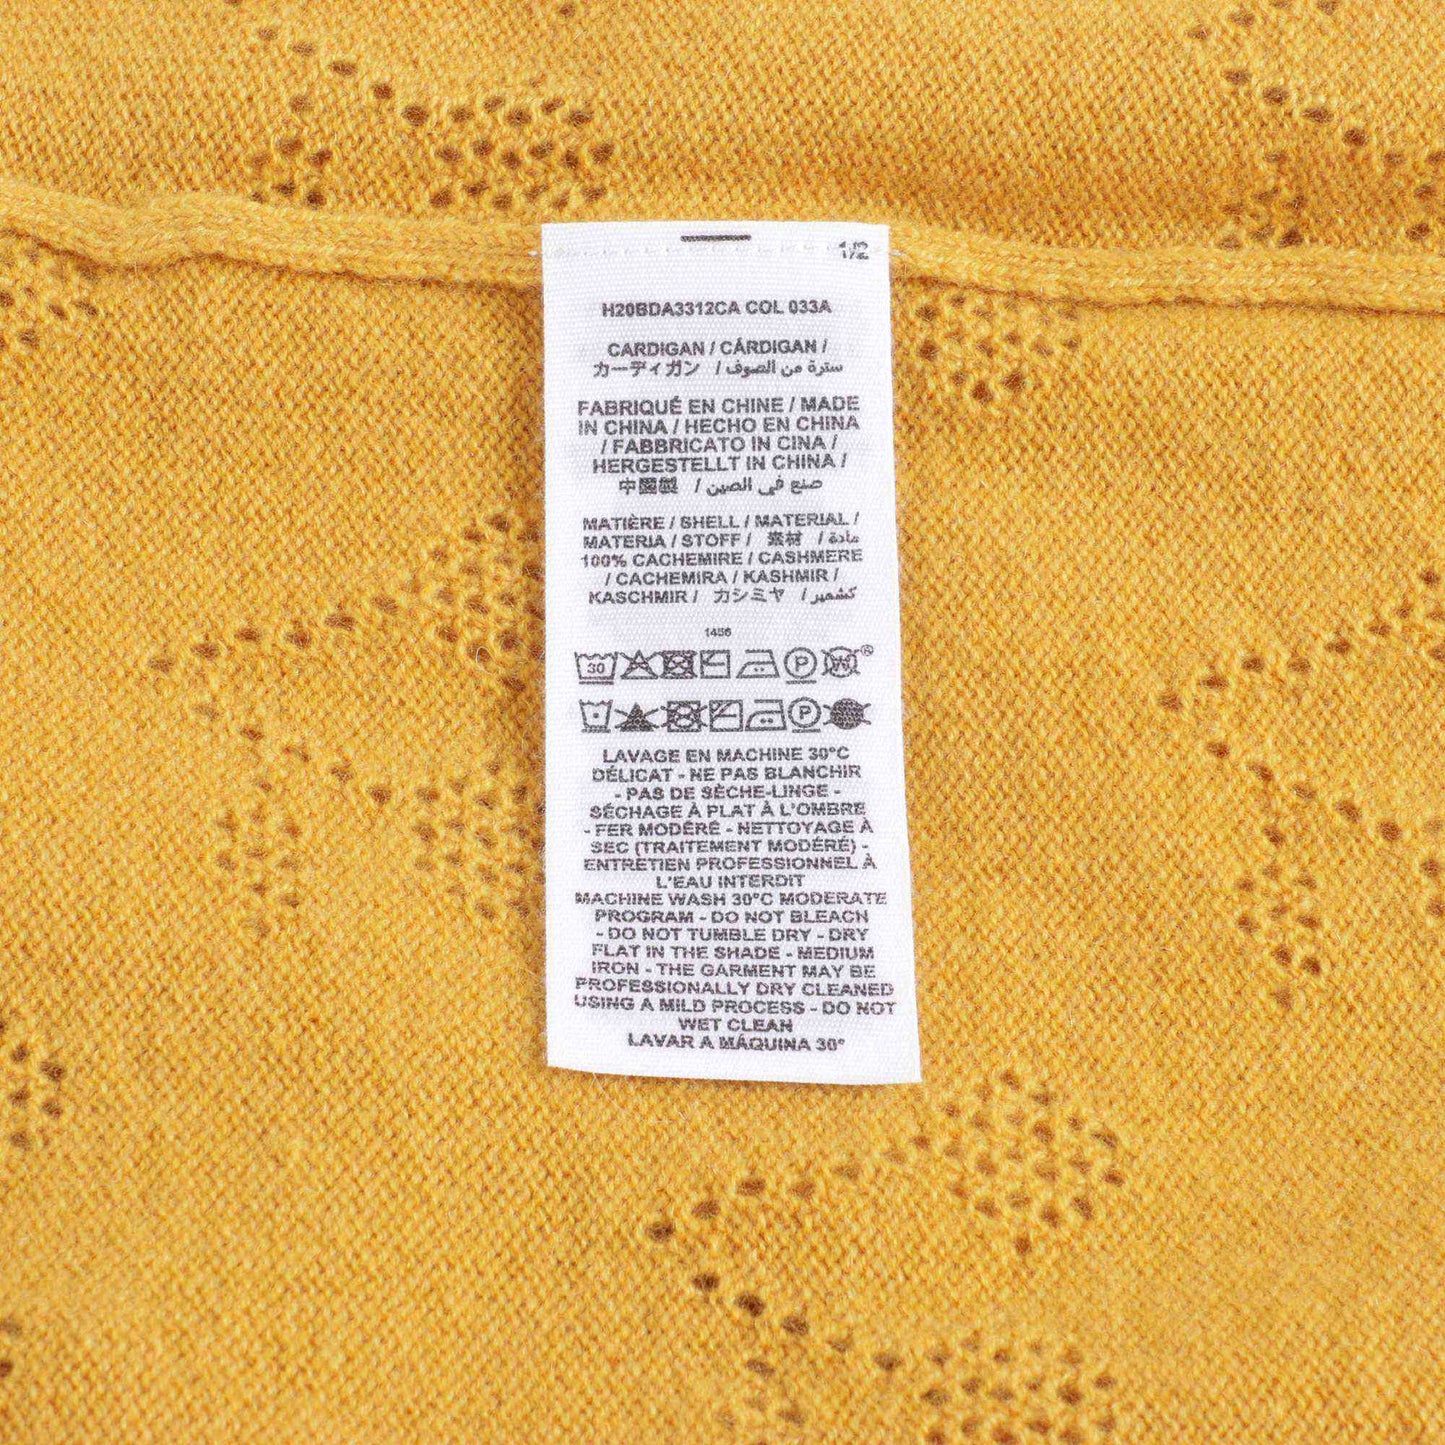 1/2
H20BDA3312CA COL 033A
CARDIGAN / CÁRDIGAN /
カーディガン / سترة من الصوف
FABRIQUÉ EN CHINE / MADE
IN CHINA / HECHO EN CHINA
/ FABBRICATO IN CINA /
HERGESTELLT IN CHINA /
中國製 / صنع في الصين
MATIÈRE / SHELL / MATERIAL /
MATERIA / STOFF / 素材 / مادة
100% CACHEMIRE / CASHMERE
/ CACHEMIRA / KASHMIR /
KASCHMIR / カシミヤ / كشمير
1456
30 P W ®
P
LAVAGE EN MACHINE 30°C
DÉLICAT - NE PAS BLANCHIR
- PAS DE SÈCHE-LINGE -
SÉCHAGE À PLAT À L'OMBRE
- FER MODÉRÉ - NETTOYAGE À
SEC (TRAITEMENT MODÉRÉ) -
ENTRETIEN PROFESSIONNEL À
L'EAU INTERDIT
MACHINE WASH 30°C MODERATE
PROGRAM - DO NOT BLEACH
- DO NOT TUMBLE DRY - DRY
FLAT IN THE SHADE - MEDIUM
IRON - THE GARMENT MAY BE
PROFESSIONALLY DRY CLEANED
USING A MILD PROCESS - DO NOT
WET CLEAN
LAVAR A MÁQUINA 30°